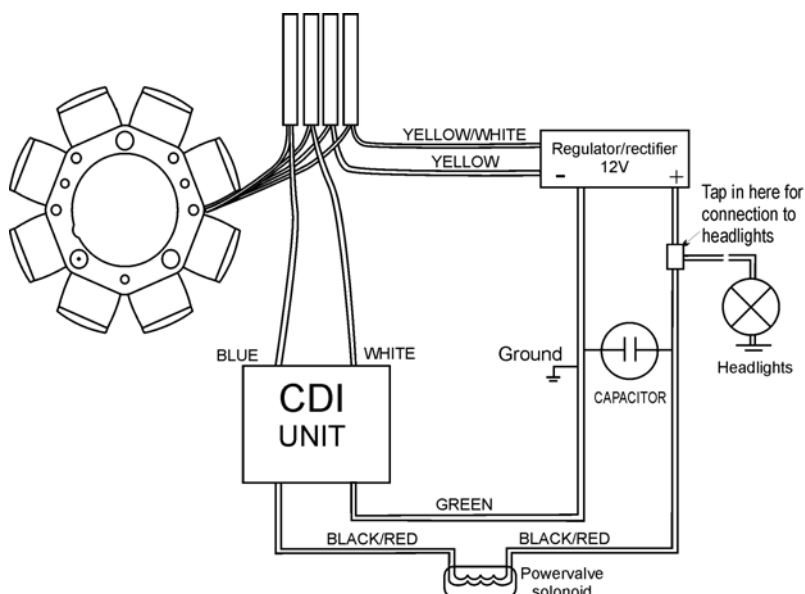 YELLOW/WHITE
YELLOW
Regulator/rectifier
12V
-
+
Tap in here for
connection to
headlights
BLUE
WHITE
CDI
UNIT
Ground
CAPACITOR
Headlights
GREEN
BLACK/RED
BLACK/RED
Powervalve
solonoid